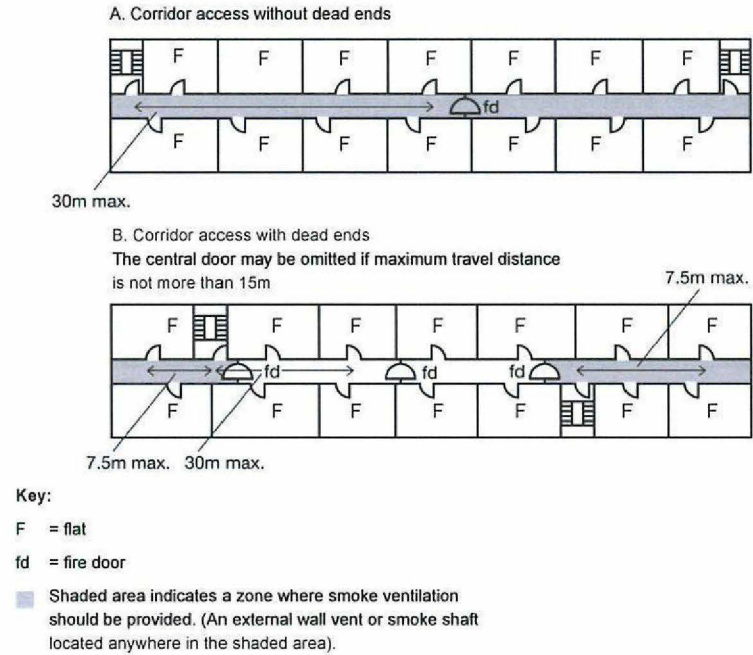 A. Corridor access without dead ends
F F F F F F F
fd
F F F F F F F
30m max.
B. Corridor access with dead ends
The central door may be omitted if maximum travel distance
is not more than 15m
7.5m max.
F F F F F F
fd fd fd
F F F F F F
7.5m max. 30m max.
Key:
F = flat
fd = fire door
Shaded area indicates a zone where smoke ventilation
should be provided. (An external wall vent or smoke shaft
located anywhere in the shaded area).